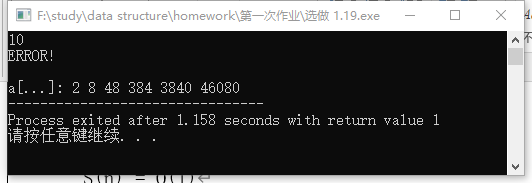 F:\study\data structure\homework\第一次作业\选做 1.19.exe
10
ERROR!
a[...]: 2 8 48 384 3840 46080
--------------------------------
Process exited after 1.158 seconds with return value 1
请按任意键继续. . .
S(n) = O(1)↵